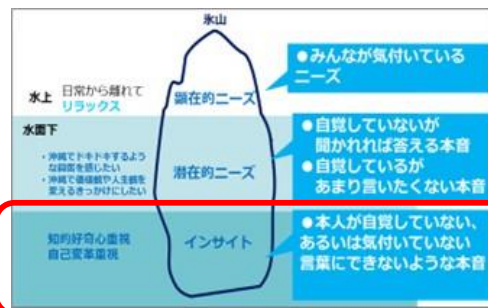 氷山
●みんなが気付いている
ニーズ
水上 日常から離れて
リラックス
顕在的ニーズ
水面下
・沖縄でドキドキするよう
な冒険を感じたい
・沖縄で価値観や人生観を
変えるきっかけにしたい
潜在的ニーズ
●自覚していないが
聞かれれば答える本音
●自覚しているが
あまり言いたくない本音
知的好奇心重視
自己変革重視
インサイト
●本人が自覚していない、
あるいは気付いていない
言葉にできないような本音